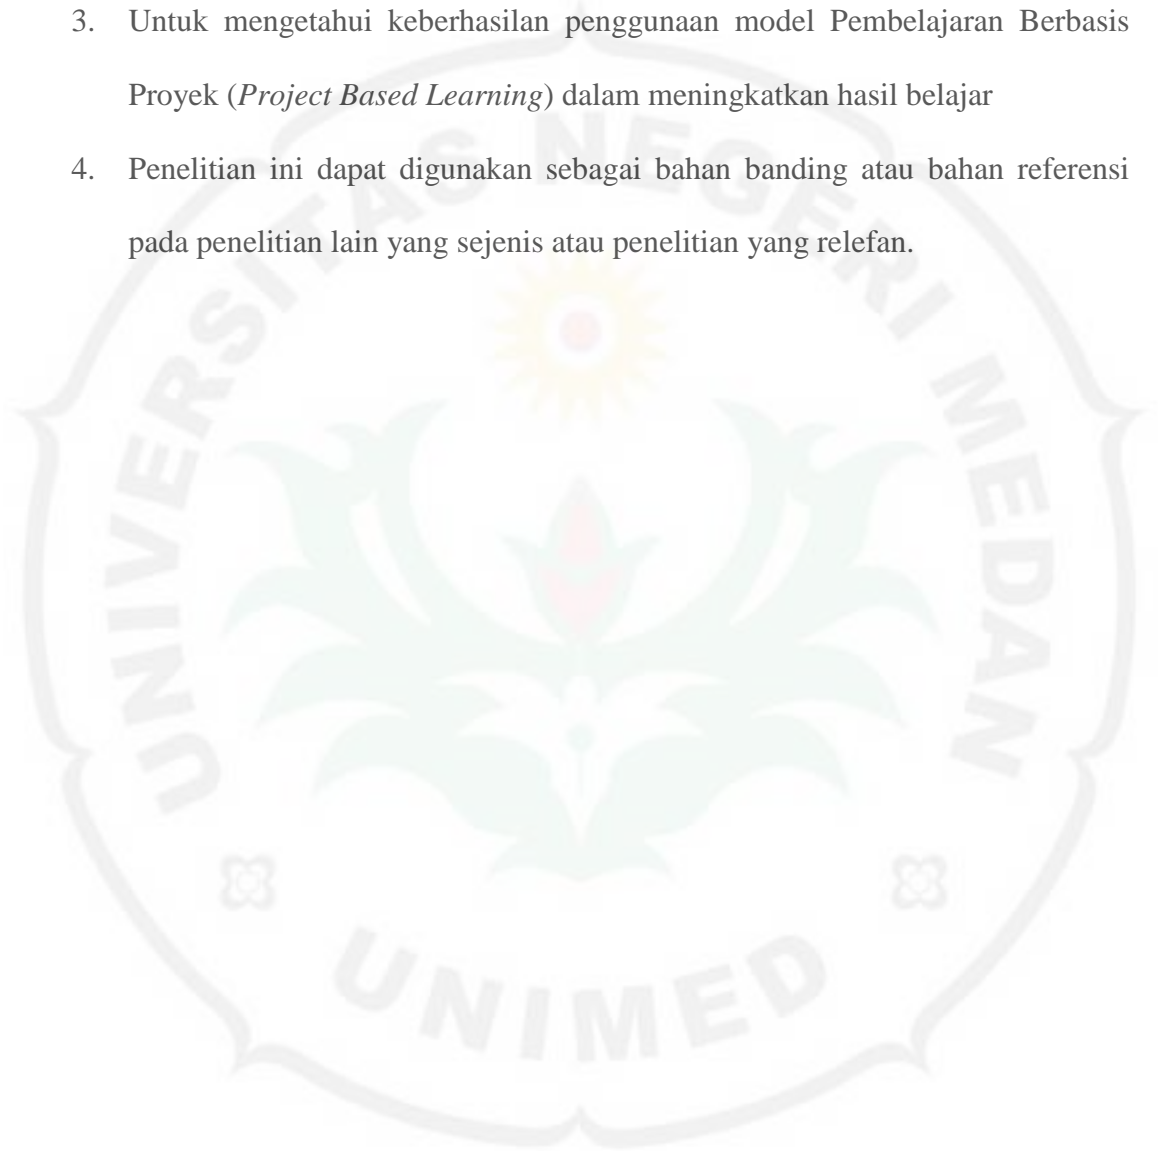 3. Untuk mengetahui keberhasilan penggunaan model Pembelajaran Berbasis
Proyek (Project Based Learning) dalam meningkatkan hasil belajar
4. Penelitian ini dapat digunakan sebagai bahan banding atau bahan referensi
pada penelitian lain yang sejenis atau penelitian yang relefan.
UNIVERSITAS NEGERI MEDAN
UNIMED